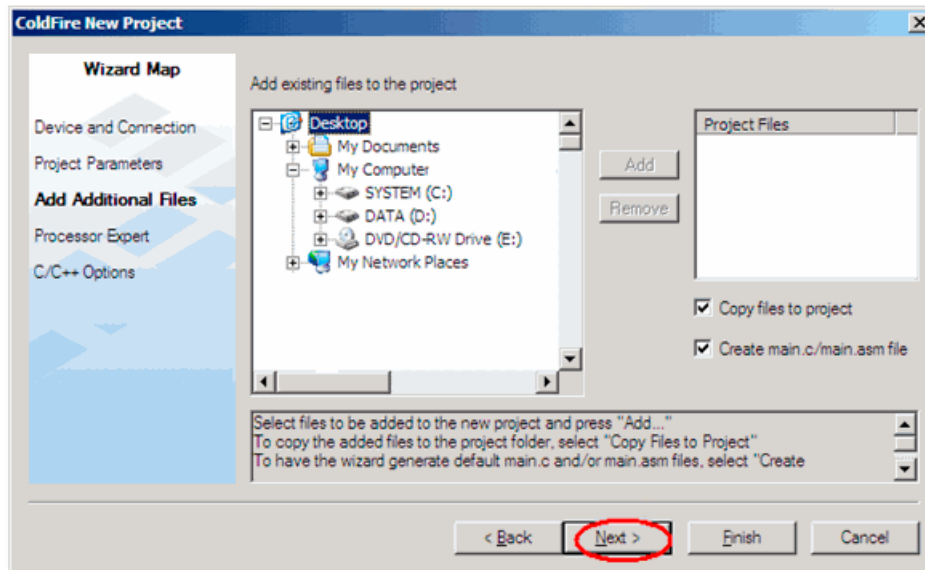 ColdFire New Project
Wizard Map
Device and Connection
Project Parameters
Add Additional Files
Processor Expert
C/C++ Options
Add existing files to the project
Desktop
My Documents
My Computer
SYSTEM (C:)
DATA (D:)
DVD/CD-RW Drive (E:)
My Network Places
Add
Remove
Project Files
Copy files to project
Create main.c/main.asm file
Select files to be added to the new project and press "Add..."
To copy the added files to the project folder, select "Copy Files to Project"
To have the wizard generate default main.c and/or main.asm files, select "Create
< Back
Next >
Finish
Cancel